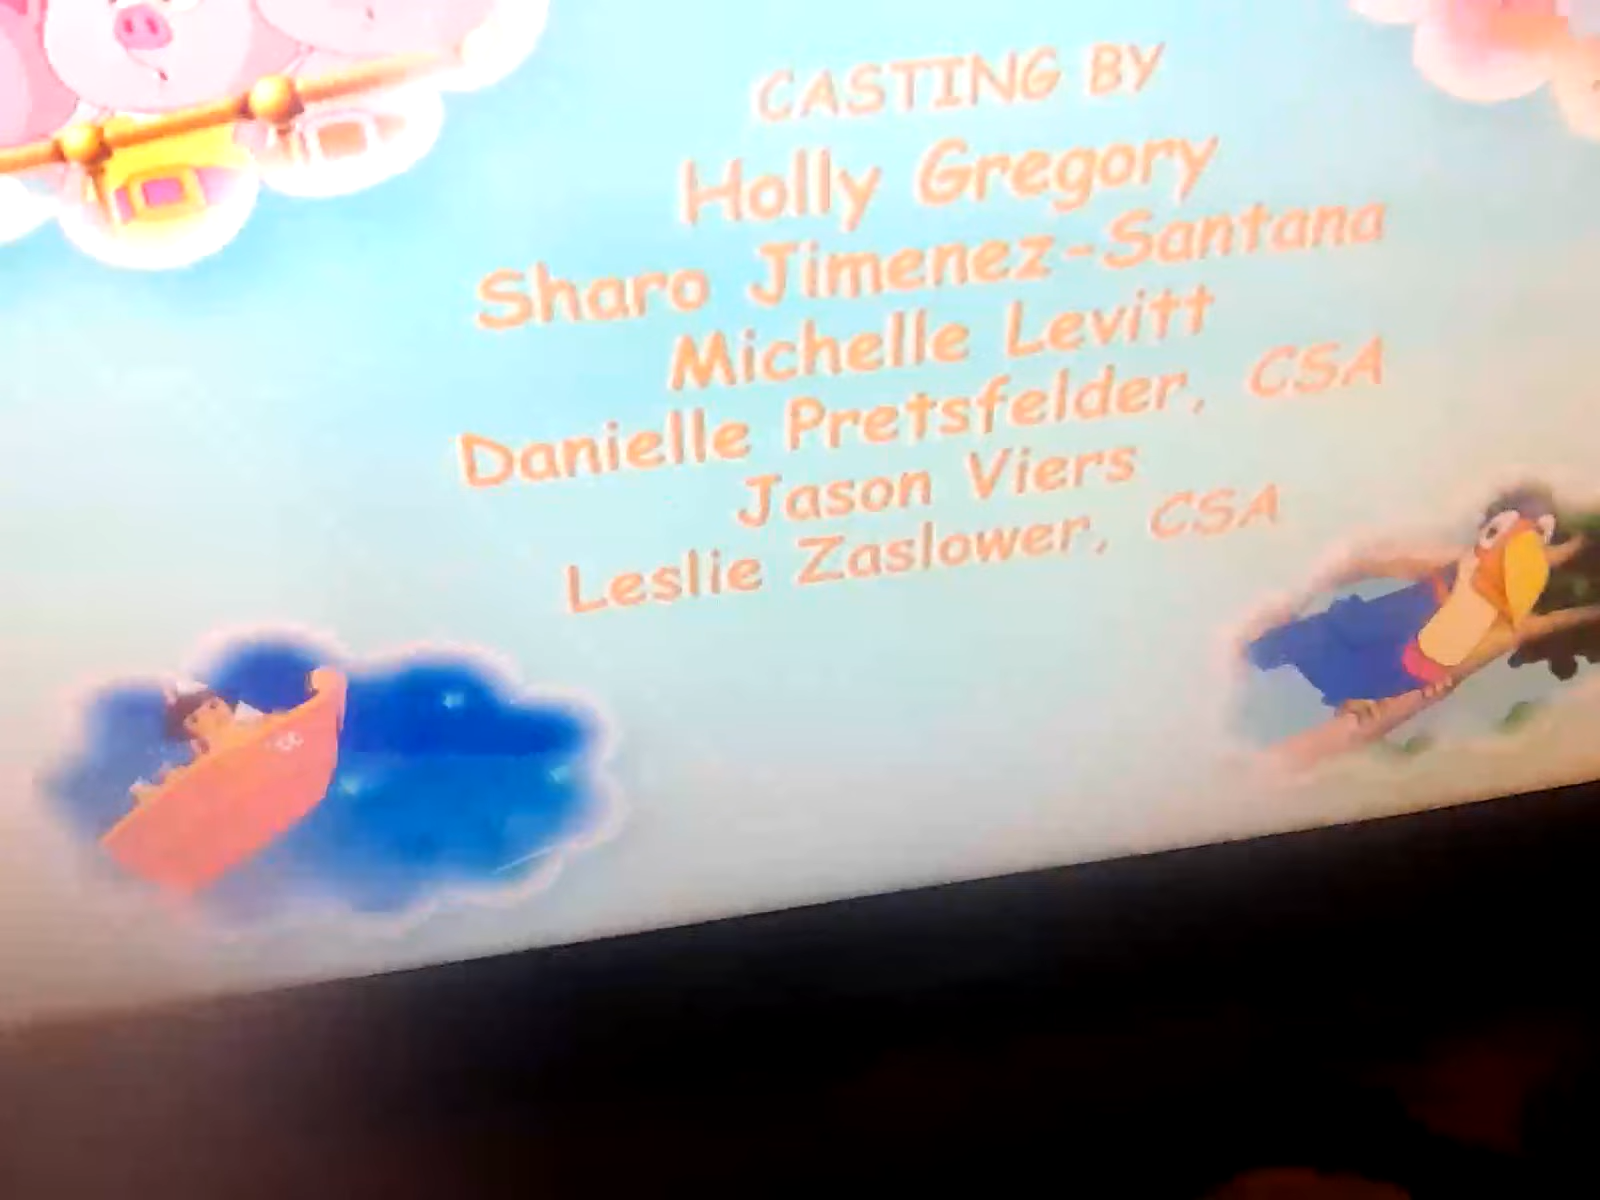 CASTING BY
Holly Gregory
Sharo Jimenez-Santana
Michelle Levitt
Danielle Pretsfelder, CSA
Jason Viers
Leslie Zaslower, CSA